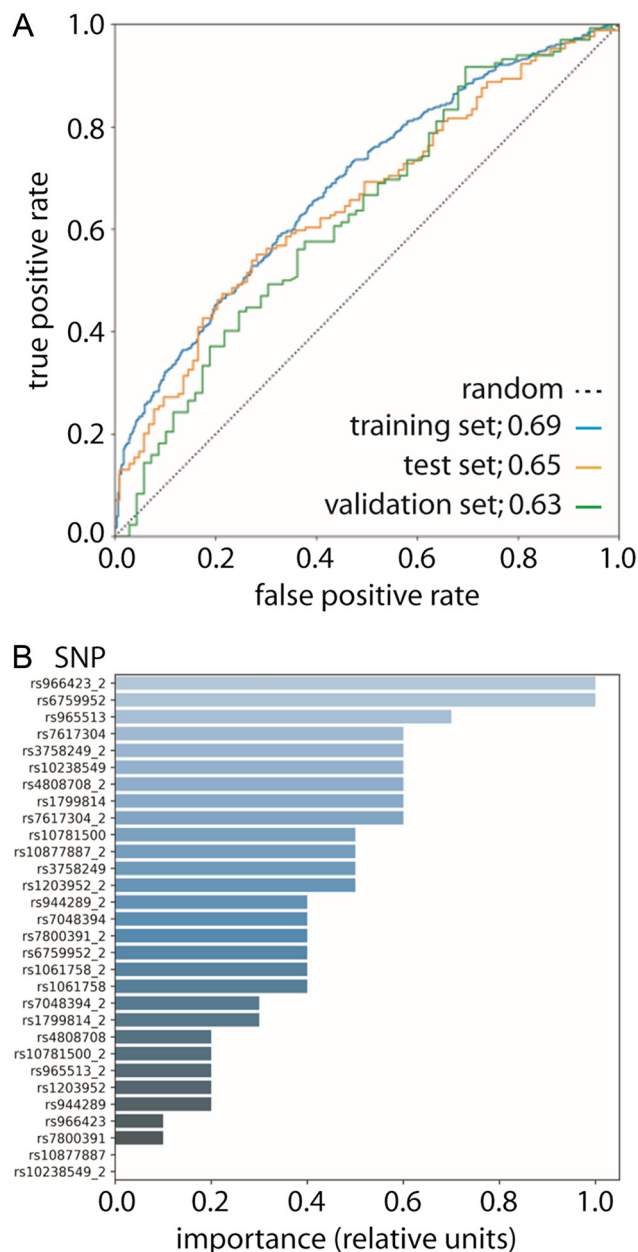 A
1.0
0.8
0.6
0.4
0.2
0.0
true positive rate
random
training set; 0.69
test set; 0.65
validation set; 0.63
0.0 0.2 0.4 0.6 0.8 1.0
false positive rate
B SNP
rs966423_2
rs6759952
rs965513
rs7617304
rs3758249_2
rs10238549
rs4808708_2
rs1799814
rs7617304_2
rs10781500
rs10877887_2
rs3758249
rs1203952_2
rs944289_2
rs7048394
rs7800391_2
rs6759952_2
rs1061758_2
rs1061758
rs7048394_2
rs1799814_2
rs4808708
rs10781500_2
rs965513_2
rs1203952
rs944289
rs966423
rs7800391
rs10877887
rs10238549_2
0.0 0.2 0.4 0.6 0.8 1.0
importance (relative units)